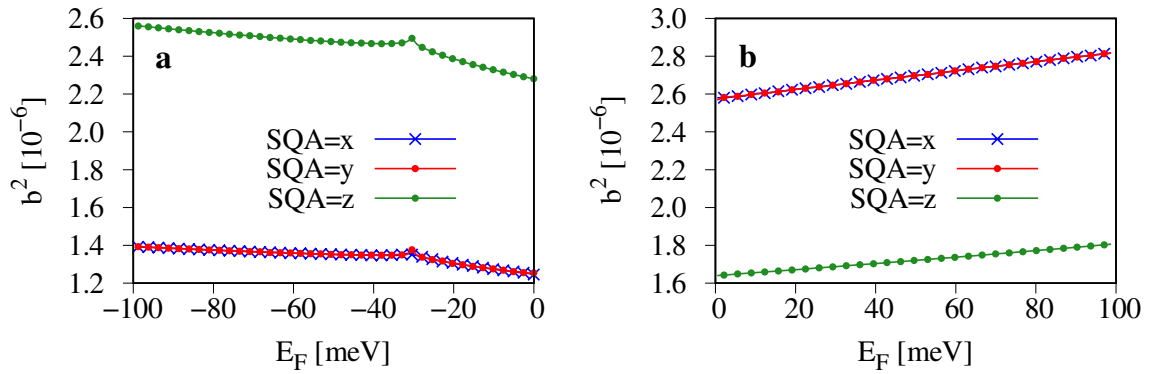 a
b² [10⁻⁶]
2.6
2.4
2.2
2.0
1.8
1.6
1.4
1.2
SQA=x
SQA=y
SQA=z
−100 −80 −60 −40 −20 0
E_F [meV]
b
b² [10⁻⁶]
3.0
2.8
2.6
2.4
2.2
2.0
1.8
1.6
SQA=x
SQA=y
SQA=z
0 20 40 60 80 100
E_F [meV]